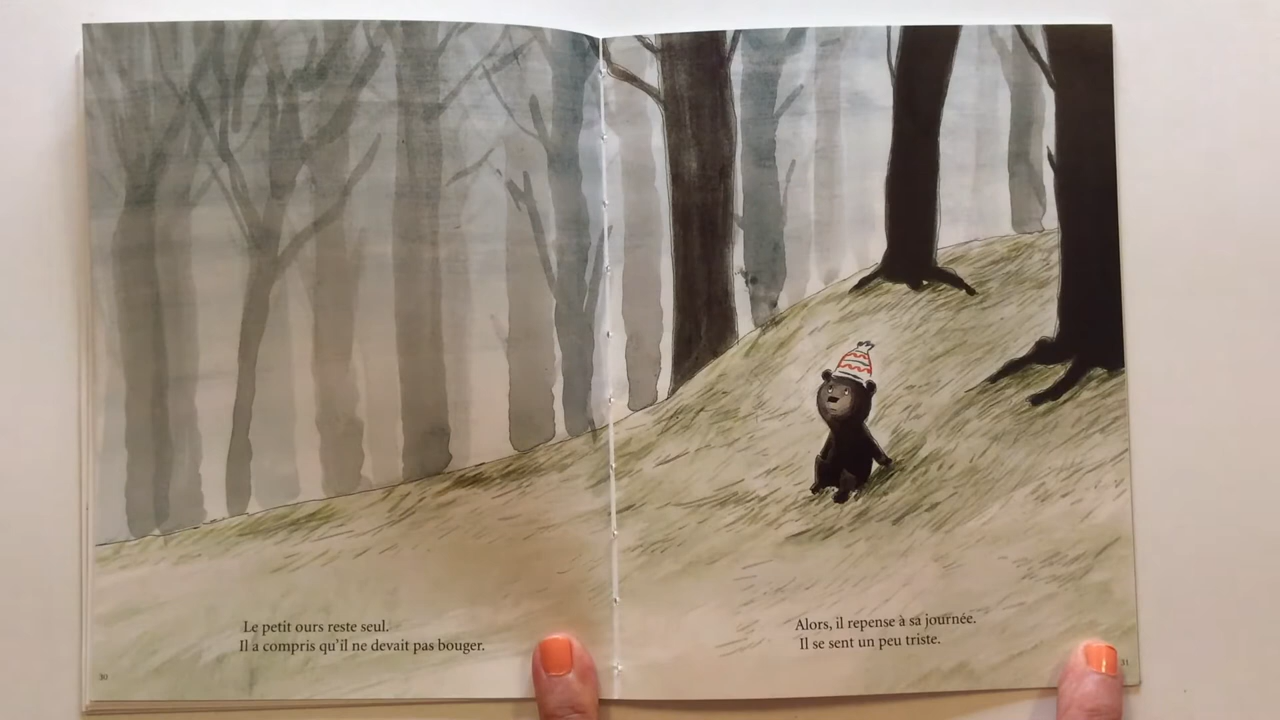 Le petit ours reste seul.
Il a compris qu'il ne devait pas bouger.
30
Alors, il repense à sa journée.
Il se sent un peu triste.
31